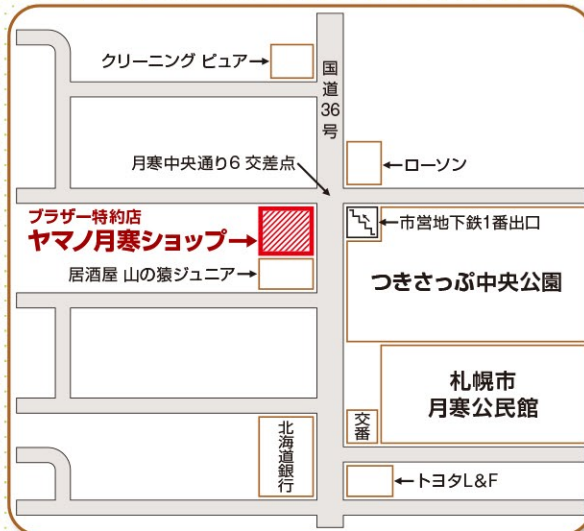 クリーニング ピュア
国道36号
ローソン
月寒中央通り6 交差点
ブラザー特約店
ヤマノ月寒ショップ
市営地下鉄1番出口
居酒屋 山の猿ジュニア
つきさっぷ中央公園
札幌市
月寒公民館
交番
北海道銀行
トヨタL&F